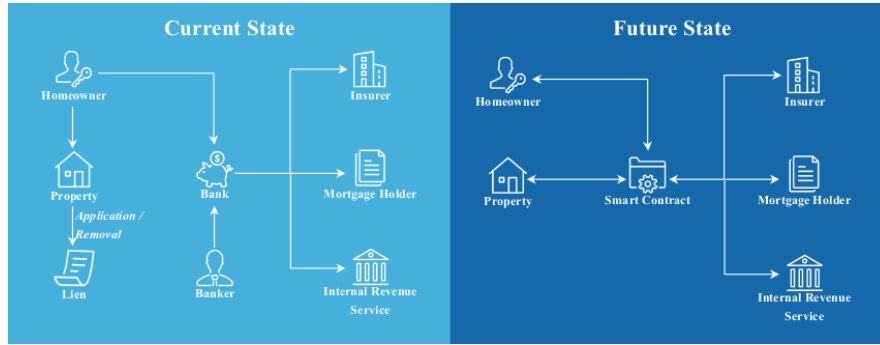 Current State
Homeowner
Insurer
Property
Bank
Mortgage Holder
Application /
Removal
Lien
Banker
Internal Revenue
Service
Future State
Homeowner
Insurer
Property
Smart Contract
Mortgage Holder
Internal Revenue
Service